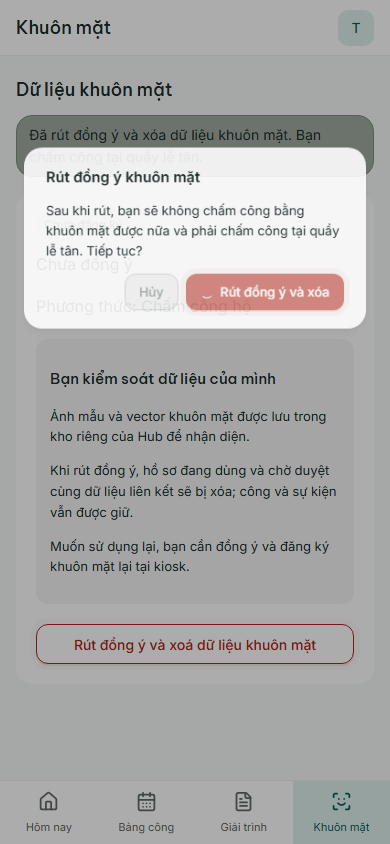 Khuôn mặt
T
Dữ liệu khuôn mặt
Đã rút đồng ý và xóa dữ liệu khuôn mặt. Bạn
chấm công tại quầy lễ tân.
Rút đồng ý khuôn mặt
Sau khi rút, bạn sẽ không chấm công bằng
khuôn mặt được nữa và phải chấm công tại quầy
lễ tân. Tiếp tục?
Chưa đồng ý
Hủy
Rút đồng ý và xóa
Phương thức: Chấm công hộ
Bạn kiểm soát dữ liệu của mình
Ảnh mẫu và vector khuôn mặt được lưu trong
kho riêng của Hub để nhận diện.
Khi rút đồng ý, hồ sơ đang dùng và chờ duyệt
cùng dữ liệu liên kết sẽ bị xóa; công và sự kiện
vẫn được giữ.
Muốn sử dụng lại, bạn cần đồng ý và đăng ký
khuôn mặt lại tại kiosk.
Rút đồng ý và xoá dữ liệu khuôn mặt
Hôm nay
Bảng công
Giải trình
Khuôn mặt